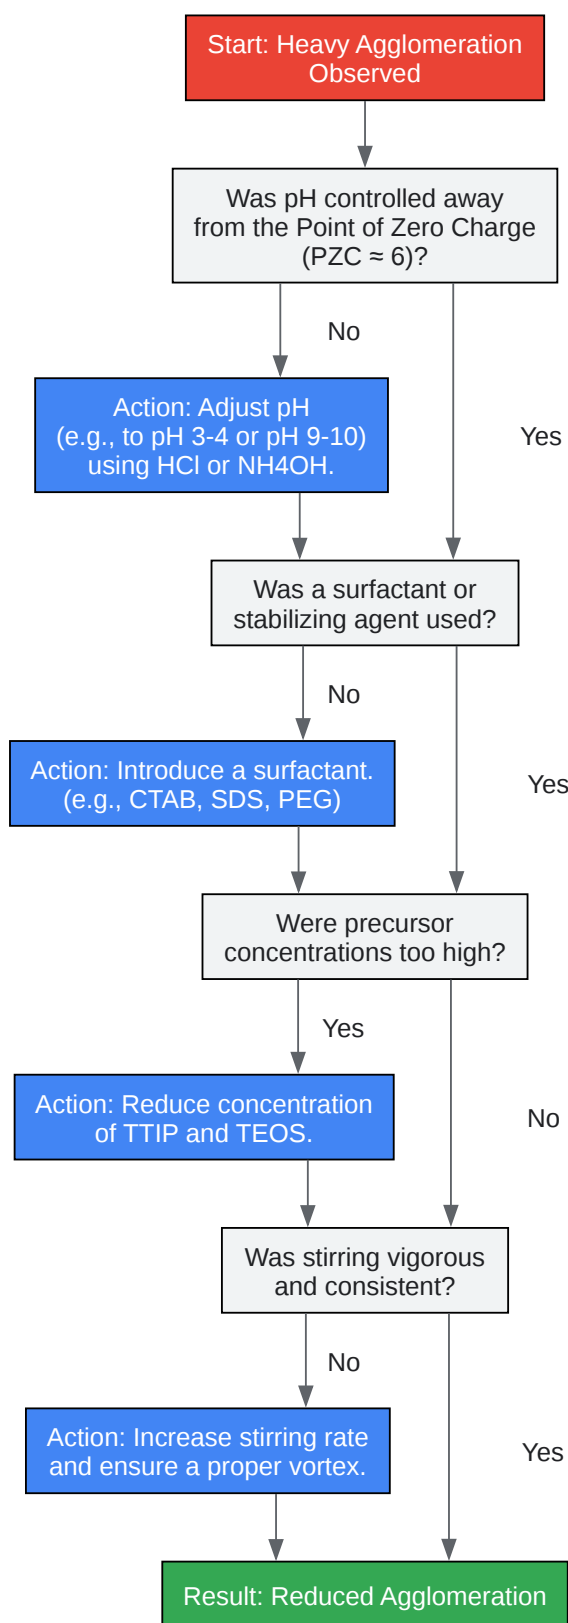 Start: Heavy Agglomeration
Observed
Was pH controlled away
from the Point of Zero Charge
(PZC ≈ 6)?
No
Action: Adjust pH
(e.g., to pH 3-4 or pH 9-10)
using HCl or NH4OH.
Yes
Was a surfactant or
stabilizing agent used?
No
Action: Introduce a surfactant.
(e.g., CTAB, SDS, PEG)
Yes
Were precursor
concentrations too high?
Yes
Action: Reduce concentration
of TTIP and TEOS.
No
Was stirring vigorous
and consistent?
No
Action: Increase stirring rate
and ensure a proper vortex.
Yes
Result: Reduced Agglomeration